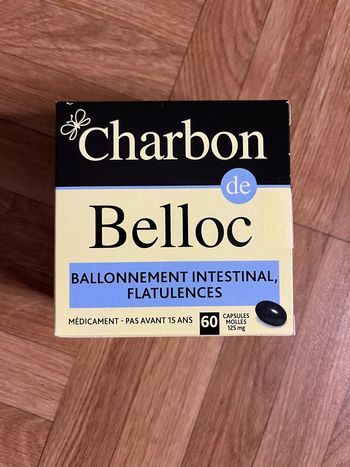 Charbon
de
Belloc
BALLONNEMENT INTESTINAL,
FLATULENCES
MÉDICAMENT - PAS AVANT 15 ANS
60
CAPSULES
MOLLES
125 mg